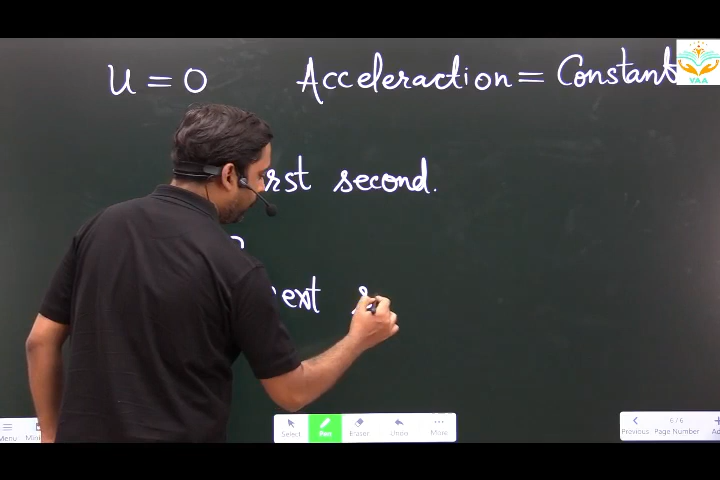 u = 0 Acceleraction = Constant
rst second.
ext
VAA
Menu
Select Pen Eraser Undo More
6/6
Previous Page Number